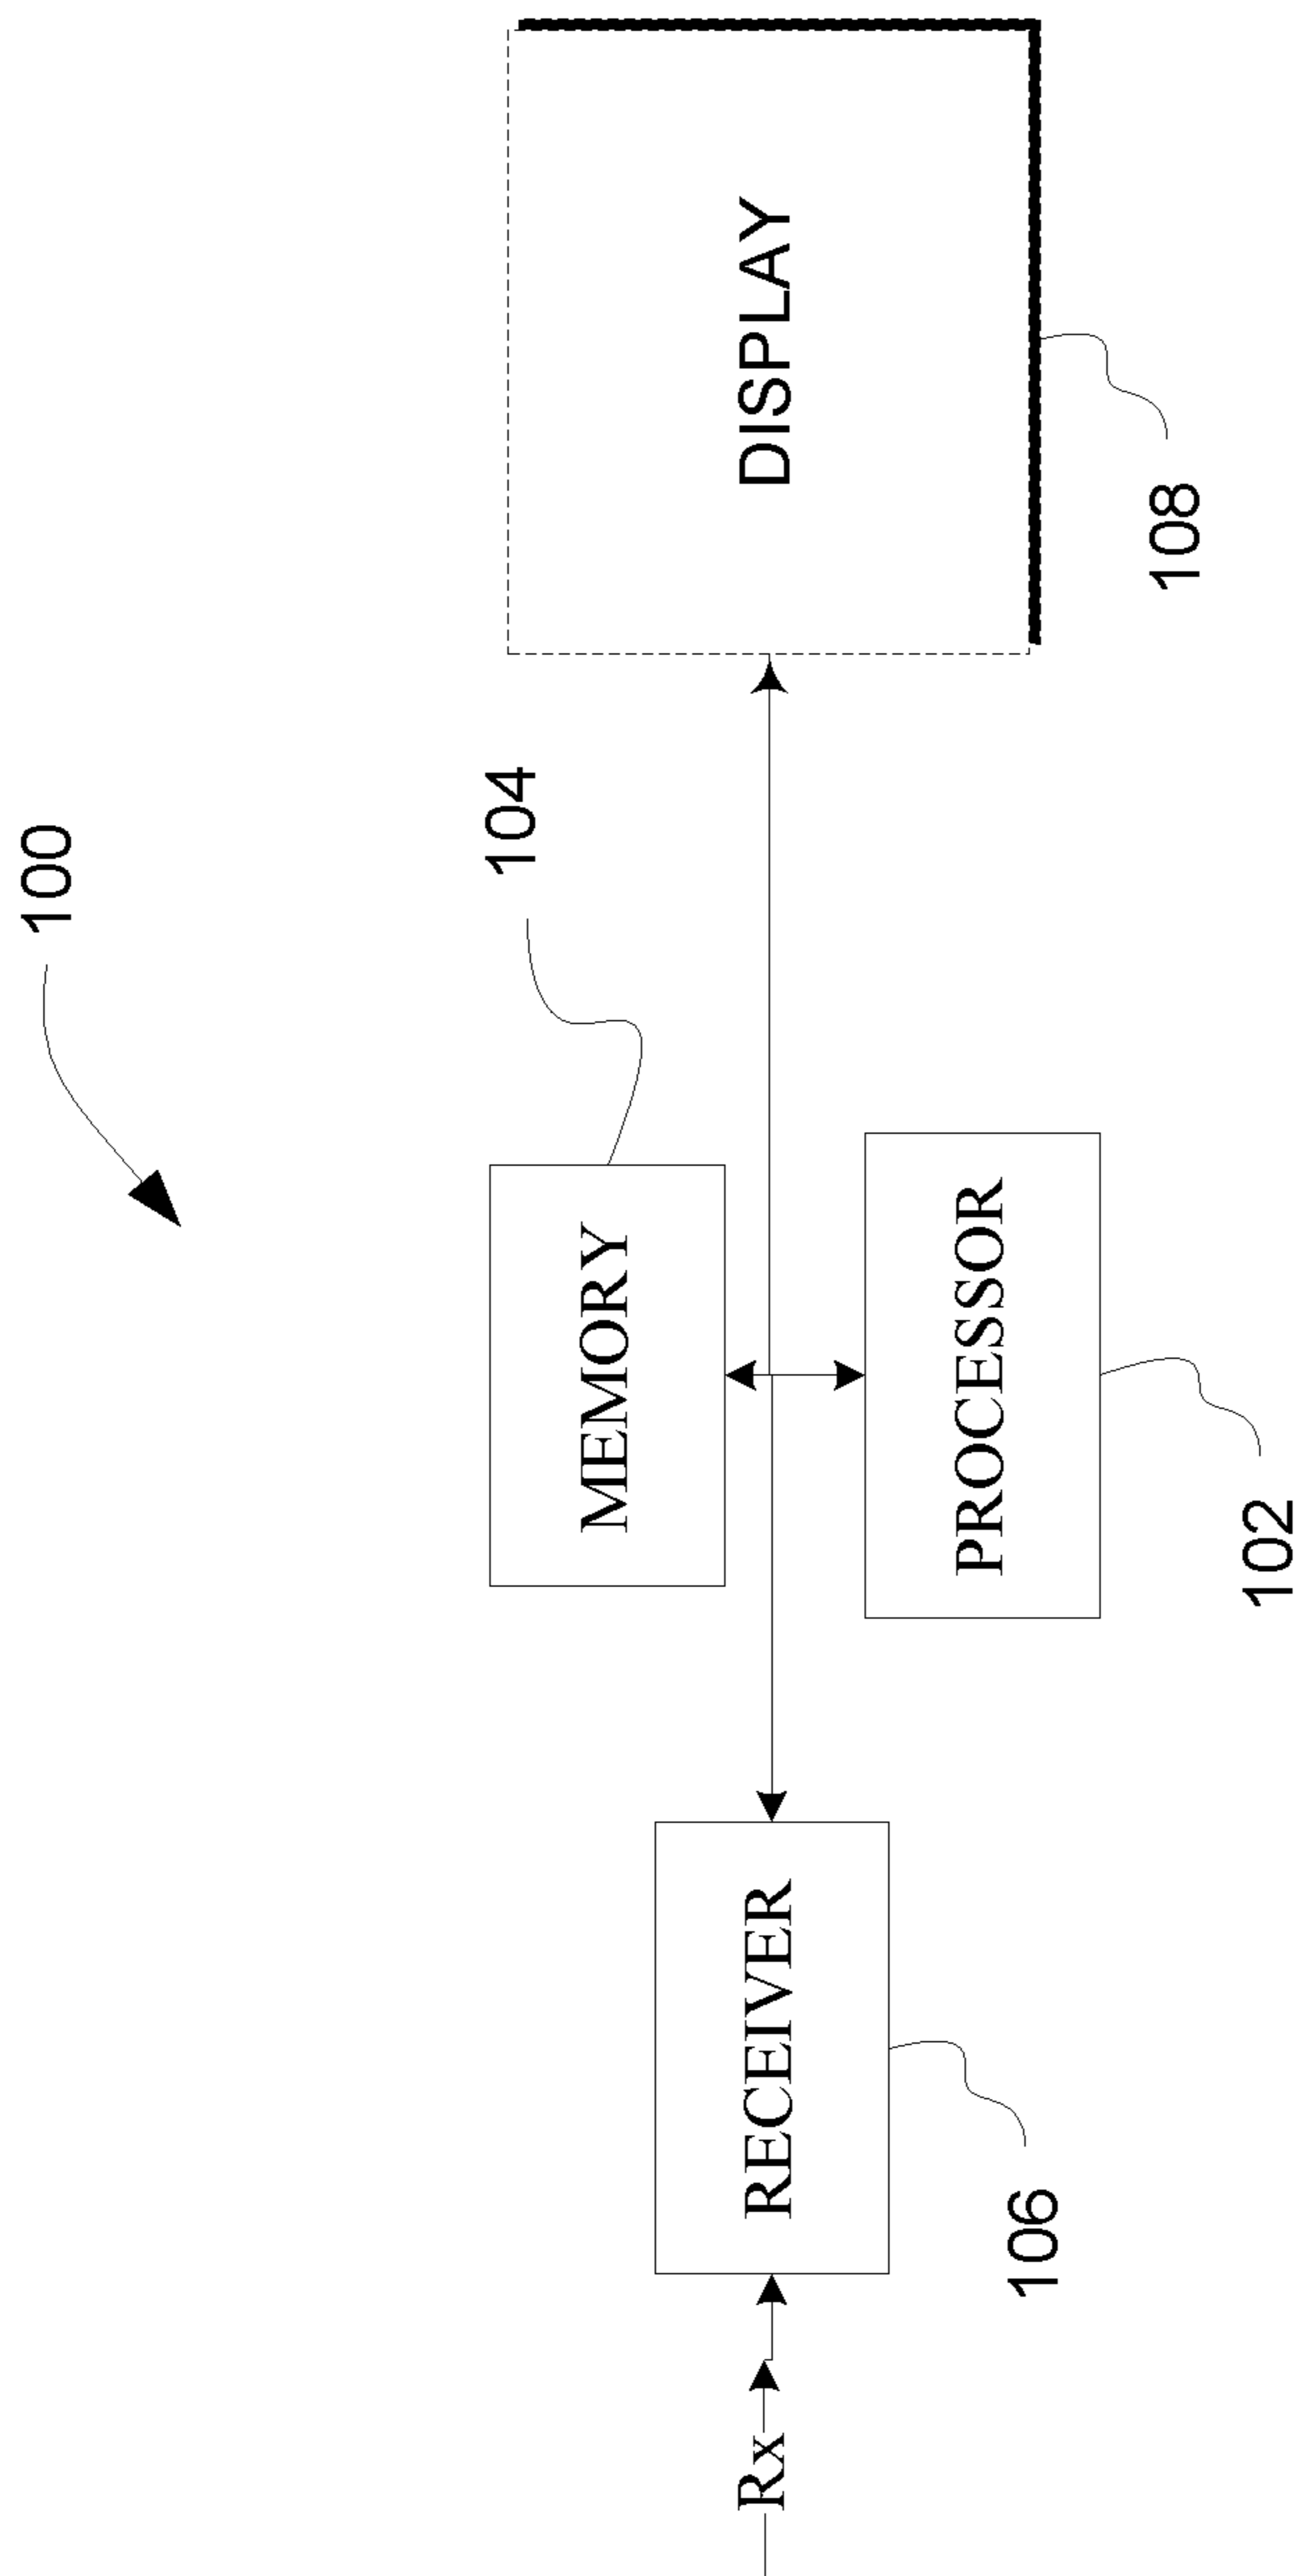 100
104
MEMORY
DISPLAY
Rx
RECEIVER
PROCESSOR
106
108
102